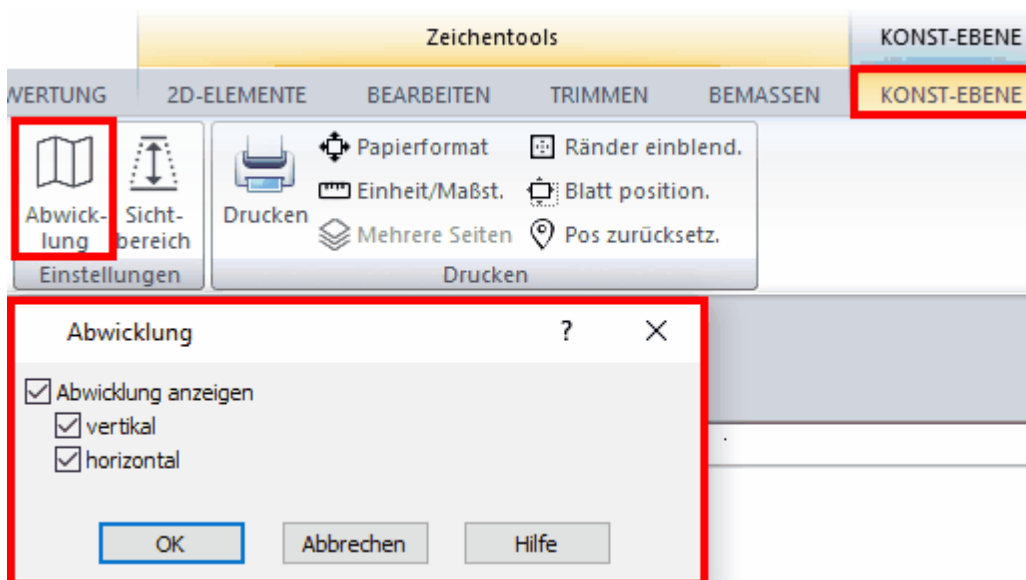 Zeichentools KONST-EBENE
WERTUNG 2D-ELEMENTE BEARBEITEN TRIMMEN BEMASSEN KONST-EBENE
Abwick-
lung
Sicht-
bereich
Einstellungen
Drucken
Papierformat
Einheit/Maßst.
Mehrere Seiten
Ränder einblend.
Blatt position.
Pos zurücksetz.
Drucken
Abwicklung ?
Abwicklung anzeigen
vertikal
horizontal
OK Abbrechen Hilfe